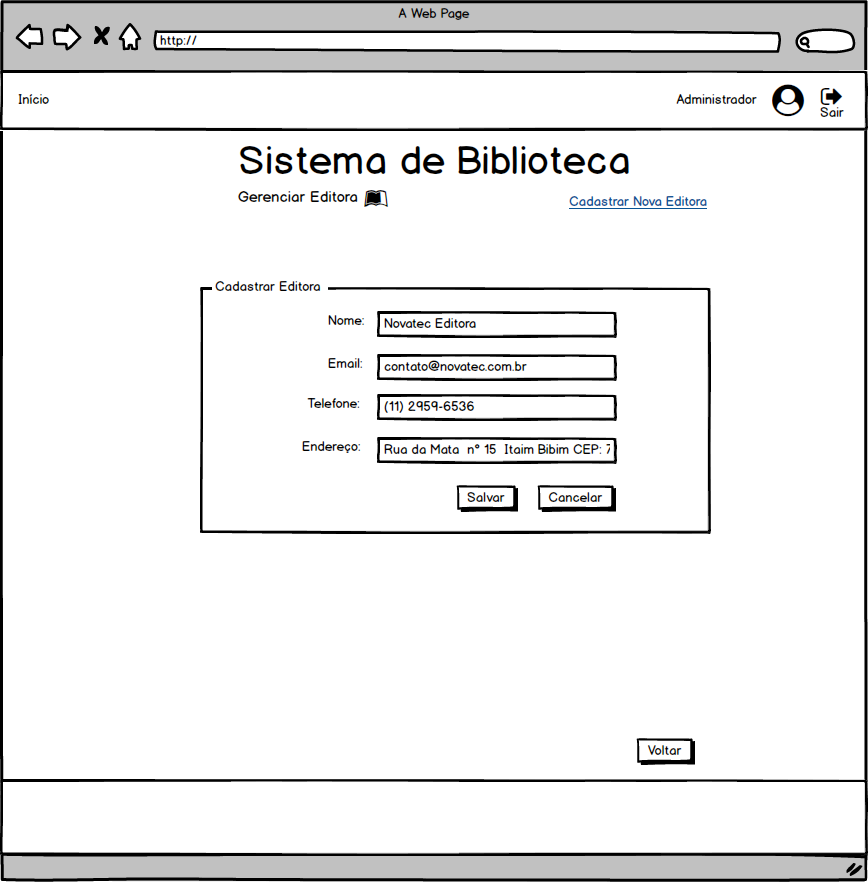 A Web Page
http://
Início
Administrador
Sair
Sistema de Biblioteca
Gerenciar Editora
Cadastrar Nova Editora
Cadastrar Editora
Nome: Novatec Editora
Email: contato@novatec.com.br
Telefone: (11) 2959-6536
Endereço: Rua da Mata nº 15 Itaim Bibim CEP:
Salvar Cancelar
Voltar